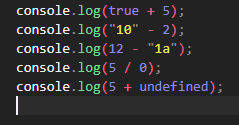 console.log(true + 5);
console.log("10" - 2);
console.log(12 - "1a");
console.log(5 / 0);
console.log(5 + undefined);